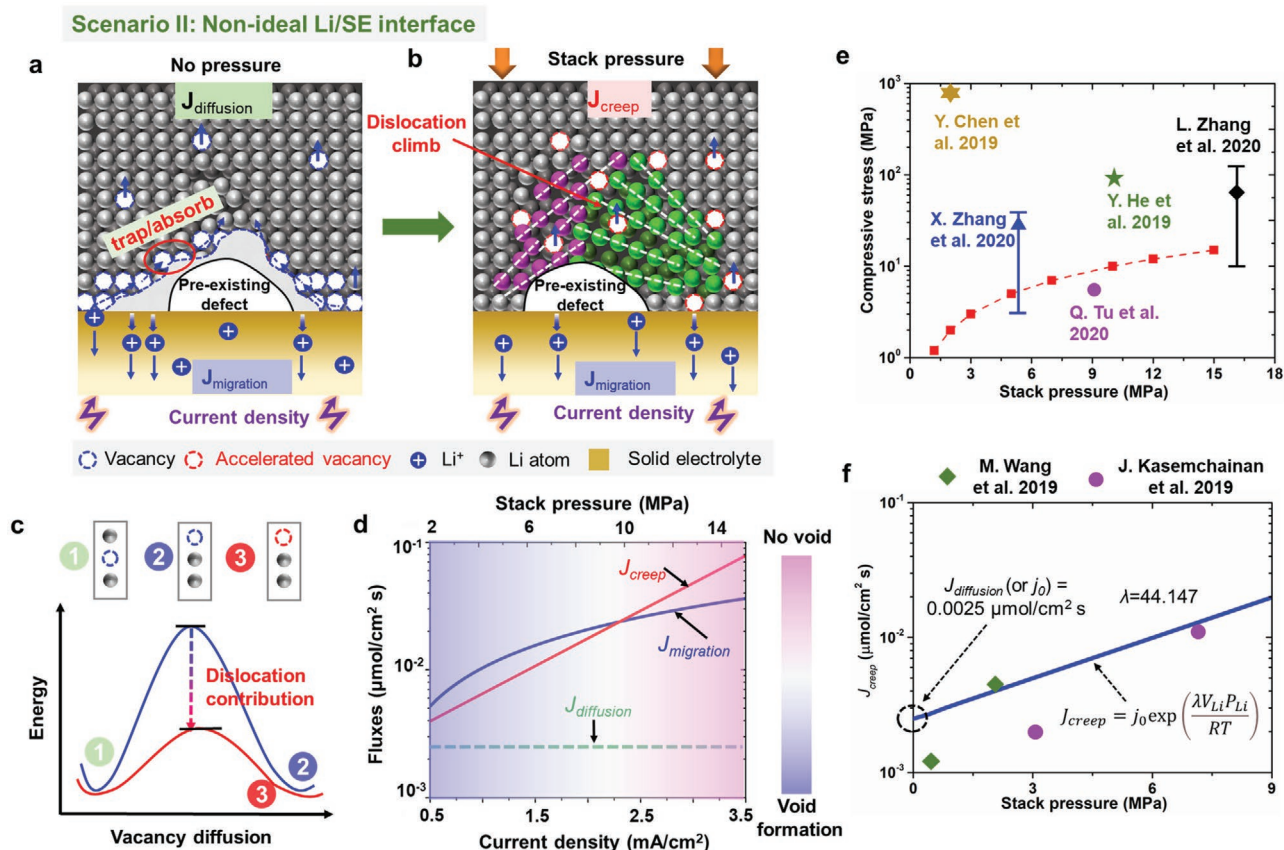 Scenario II: Non-ideal Li/SE interface
a
No pressure
J_diffusion
trap/absorb
Pre-existing
defect
J_migration
Current density
b
Stack pressure
J_creep
Dislocation
climb
Pre-existing
defect
J_migration
Current density
Vacancy
Accelerated vacancy
Li⁺
Li atom
Solid electrolyte
c
1
2
3
Energy
Dislocation
contribution
1
3
2
Vacancy diffusion
d
Stack pressure (MPa)
2 6 10 14
Fluxes (μmol/cm² s)
10⁻¹
10⁻²
10⁻³
J_creep
J_migration
J_diffusion
0.5 1.5 2.5 3.5
Current density (mA/cm²)
No void
Void
formation
e
Compressive stress (MPa)
10³
10²
10¹
10⁰
Y. Chen et
al. 2019
X. Zhang
et al. 2020
Y. He et
al. 2019
L. Zhang
et al. 2020
Q. Tu et al.
2020
0 3 6 9 12 15 18
Stack pressure (MPa)
f
M. Wang
et al. 2019
J. Kasemchainan
et al. 2019
J_creep (μmol/cm² s)
10⁻¹
10⁻²
10⁻³
J_diffusion (or j₀) =
0.0025 μmol/cm² s
λ=44.147
J_creep = j₀ exp(λV_Li P_Li / RT)
0 3 6 9
Stack pressure (MPa)